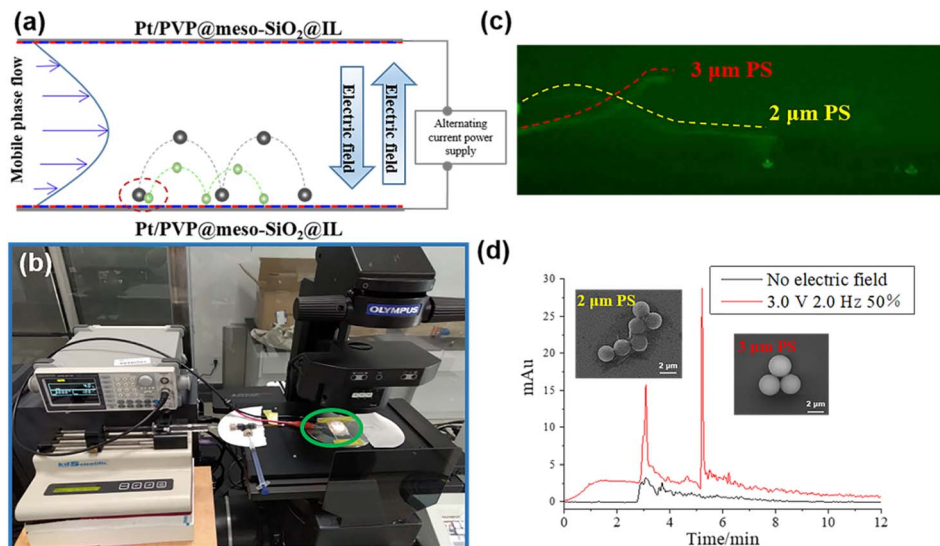 (a)
Pt/PVP@meso-SiO₂@IL
Mobile phase flow
Electric field
Electric field
Alternating
current power
supply
Pt/PVP@meso-SiO₂@IL
(b)
OLYMPUS
(c)
3 μm PS
2 μm PS
(d)
No electric field
3.0 V 2.0 Hz 50%
2 μm PS
2 μm
3 μm PS
2 μm
mAu
30
25
20
15
10
5
0
0 2 4 6 8 10 12
Time/min